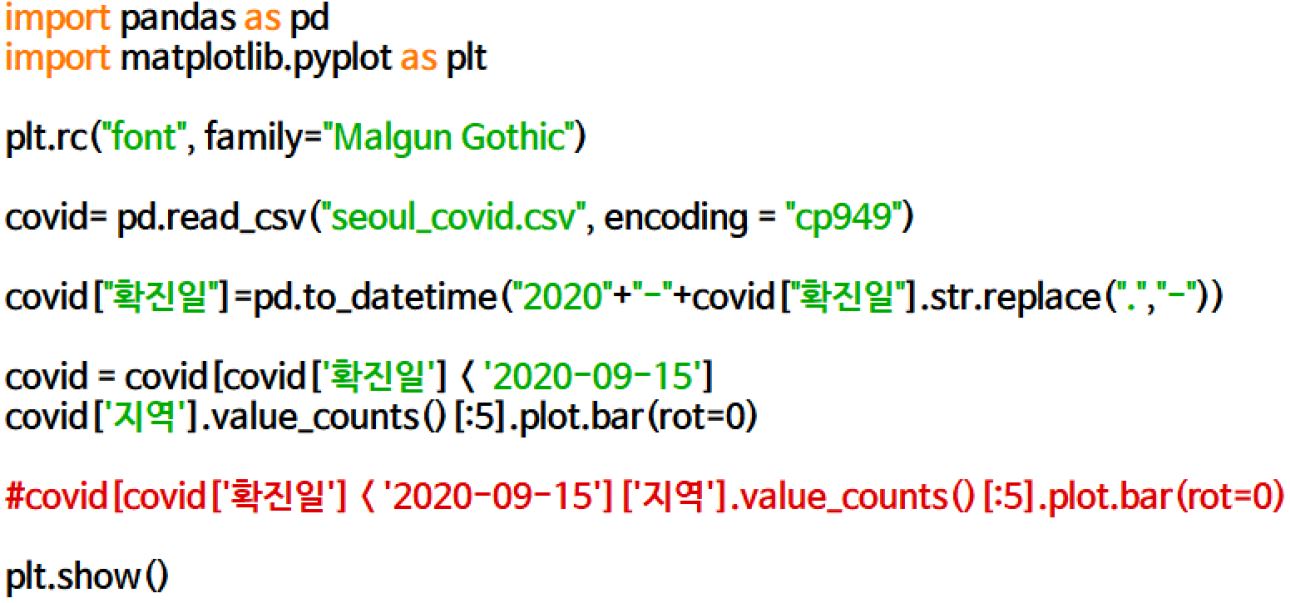 import pandas as pd
import matplotlib.pyplot as plt
plt.rc("font", family="Malgun Gothic")
covid= pd.read_csv("seoul_covid.csv", encoding = "cp949")
covid["확진일"]=pd.to_datetime("2020"+"-"+covid["확진일"].str.replace(".","-"))
covid = covid[covid['확진일'] < '2020-09-15']
covid['지역'].value_counts()[:5].plot.bar(rot=0)
#covid[covid['확진일'] < '2020-09-15']['지역'].value_counts()[:5].plot.bar(rot=0)
plt.show()